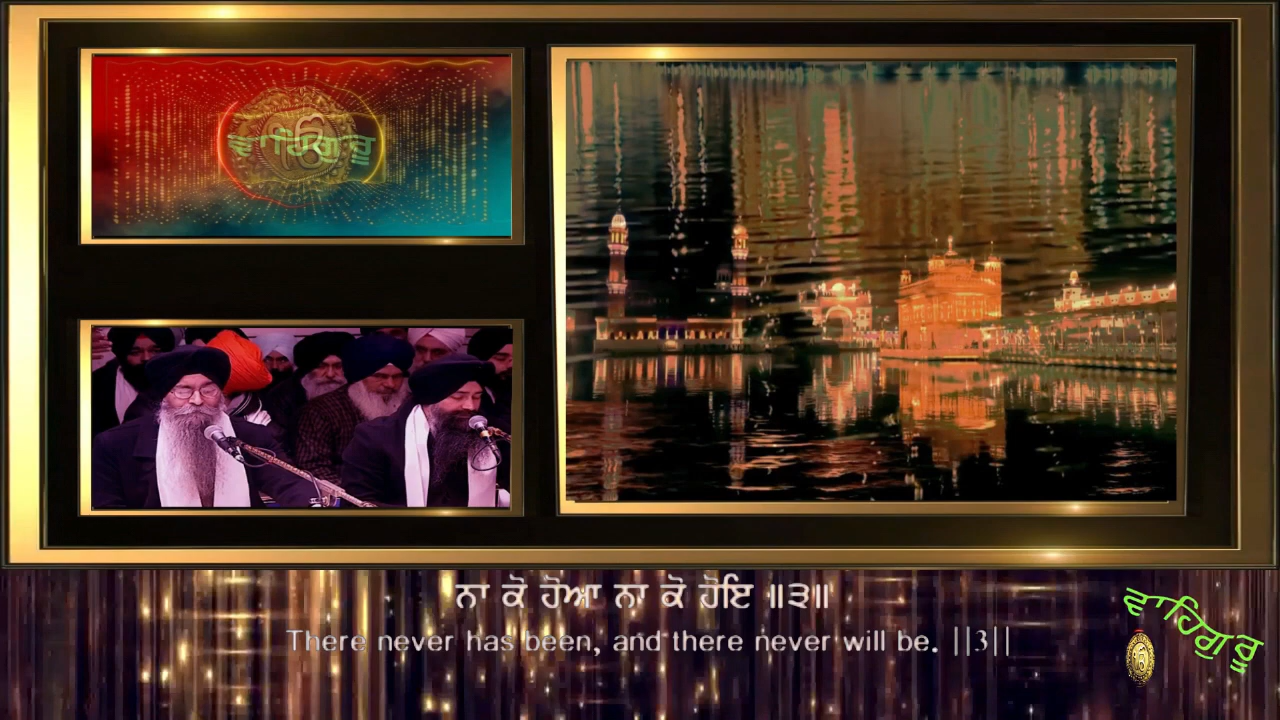 ਵਾਹਿਗੁਰੂ
ੴ
ਨਾ ਕੋ ਹੋਆ ਨਾ ਕੋ ਹੋਇ ॥੩॥
There never has been, and there never will be. ||3||
ਵਾਹਿਗੁਰੂ
ੴ